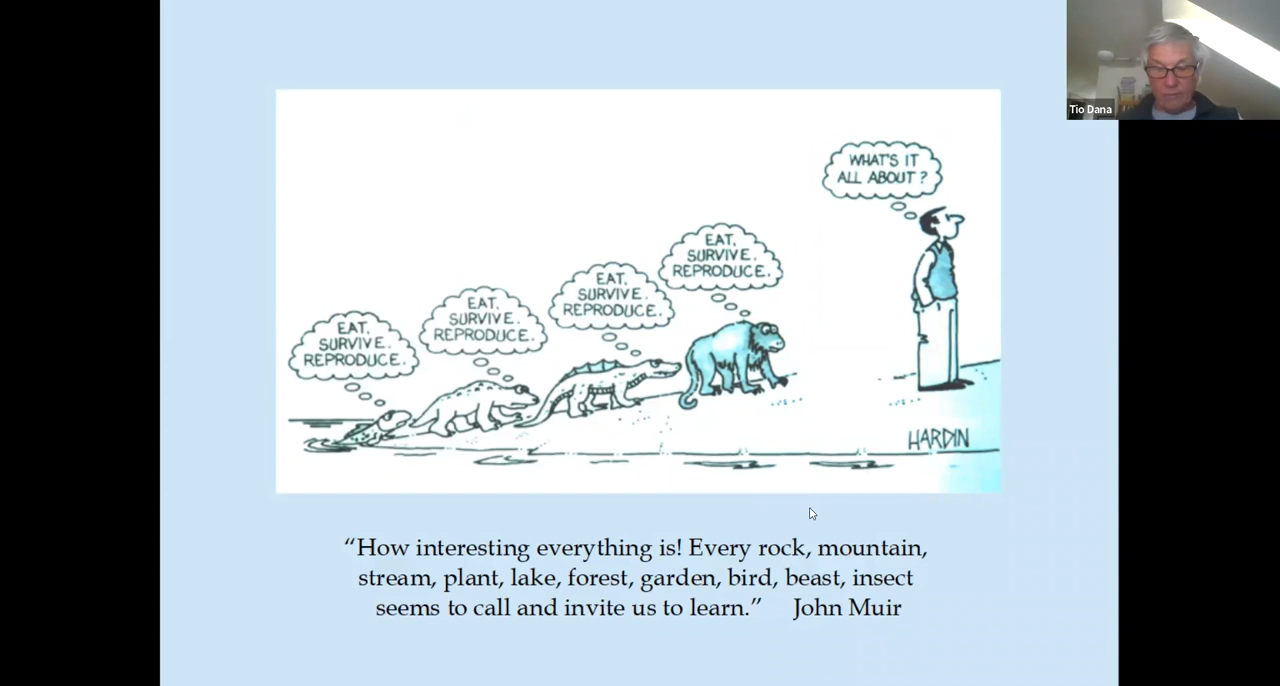 Tio Dana
WHAT'S IT
ALL ABOUT?
EAT,
SURVIVE.
REPRODUCE.
EAT,
SURVIVE.
REPRODUCE.
EAT,
SURVIVE.
REPRODUCE.
EAT,
SURVIVE.
REPRODUCE.
HARDIN
“How interesting everything is! Every rock, mountain,
stream, plant, lake, forest, garden, bird, beast, insect
seems to call and invite us to learn.” John Muir